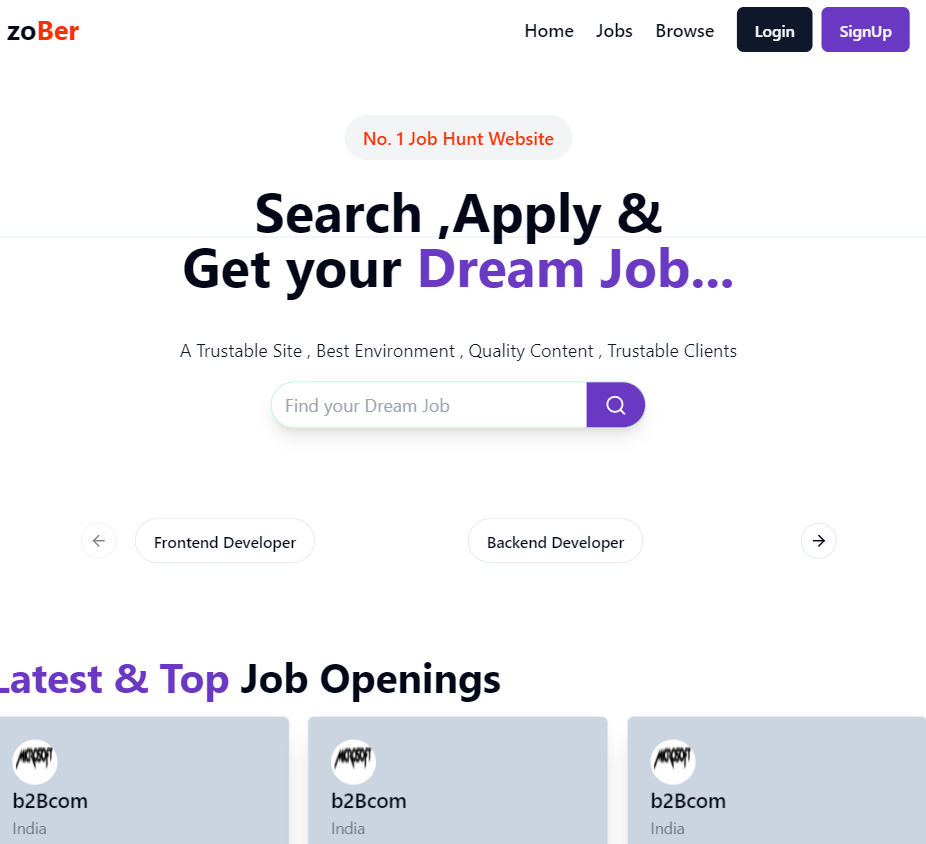 zoBer
Home Jobs Browse Login SignUp
No. 1 Job Hunt Website
Search ,Apply &
Get your Dream Job...
A Trustable Site , Best Environment , Quality Content , Trustable Clients
Find your Dream Job
Frontend Developer Backend Developer
Latest & Top Job Openings
MICROSOFT MICROSOFT MICROSOFT
b2Bcom b2Bcom b2Bcom
India India India